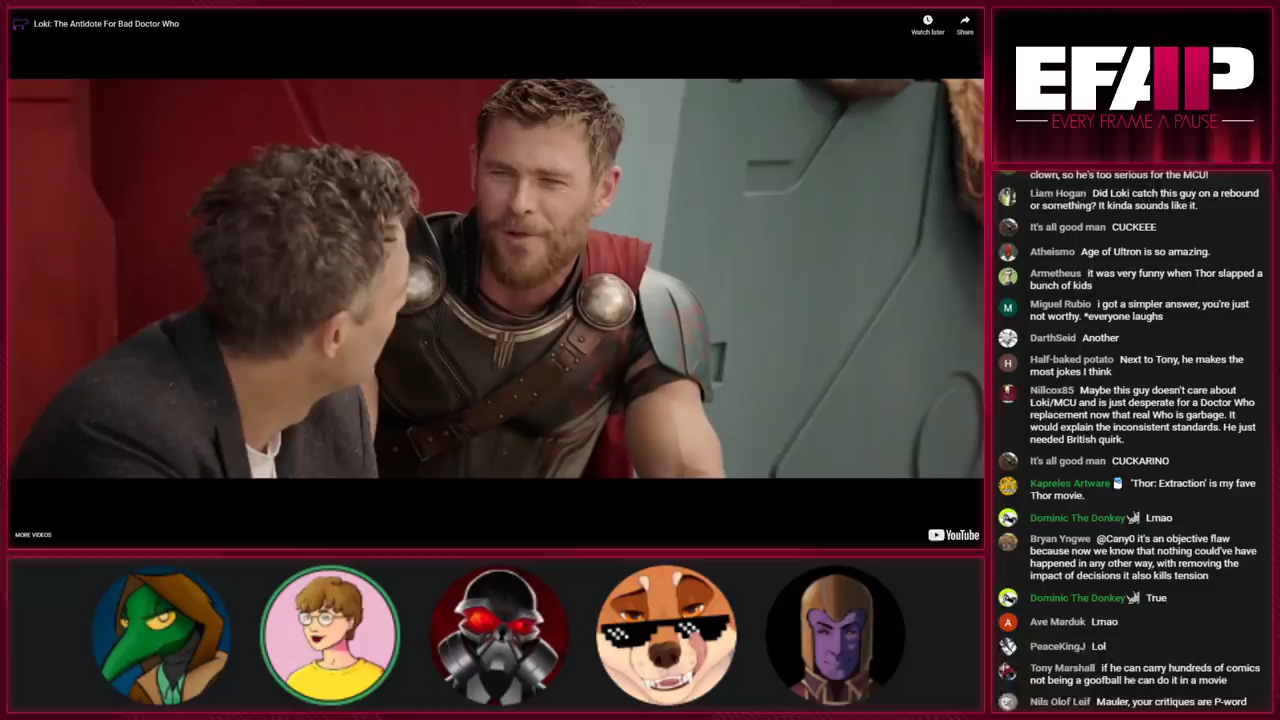 Loki: The Antidote For Bad Doctor Who
Watch later
Share
MORE VIDEOS
YouTube
EFAP
EVERY FRAME A PAUSE
clown, so he's too serious for the MCU!
Liam Hogan Did Loki catch this guy on a rebound
or something? It kinda sounds like it.
It's all good man CUCKEEE
Atheismo Age of Ultron is so amazing.
Armetheus it was very funny when Thor slapped a
bunch of kids
M
Miguel Rubio i got a simpler answer, you're just
not worthy. *everyone laughs
DarthSeid Another
H
Half-baked potato Next to Tony, he makes the
most jokes I think
Nillcox85 Maybe this guy doesn't care about
Loki/MCU and is just desperate for a Doctor Who
replacement now that real Who is garbage. It
would explain the inconsistent standards. He just
needed British quirk.
It's all good man CUCKARINO
Kapreles Artware 'Thor: Extraction' is my fave
Thor movie.
Dominic The Donkey Lmao
Bryan Yngwe @Cany0 it's an objective flaw
because now we know that nothing could've have
happened in any other way, with removing the
impact of decisions it also kills tension
Dominic The Donkey True
A
Ave Marduk Lmao
PeaceKingJ Lol
Tony Marshall if he can carry hundreds of comics
not being a goofball he can do it in a movie
Nils Olof Leif Mauler, your critiques are P-word